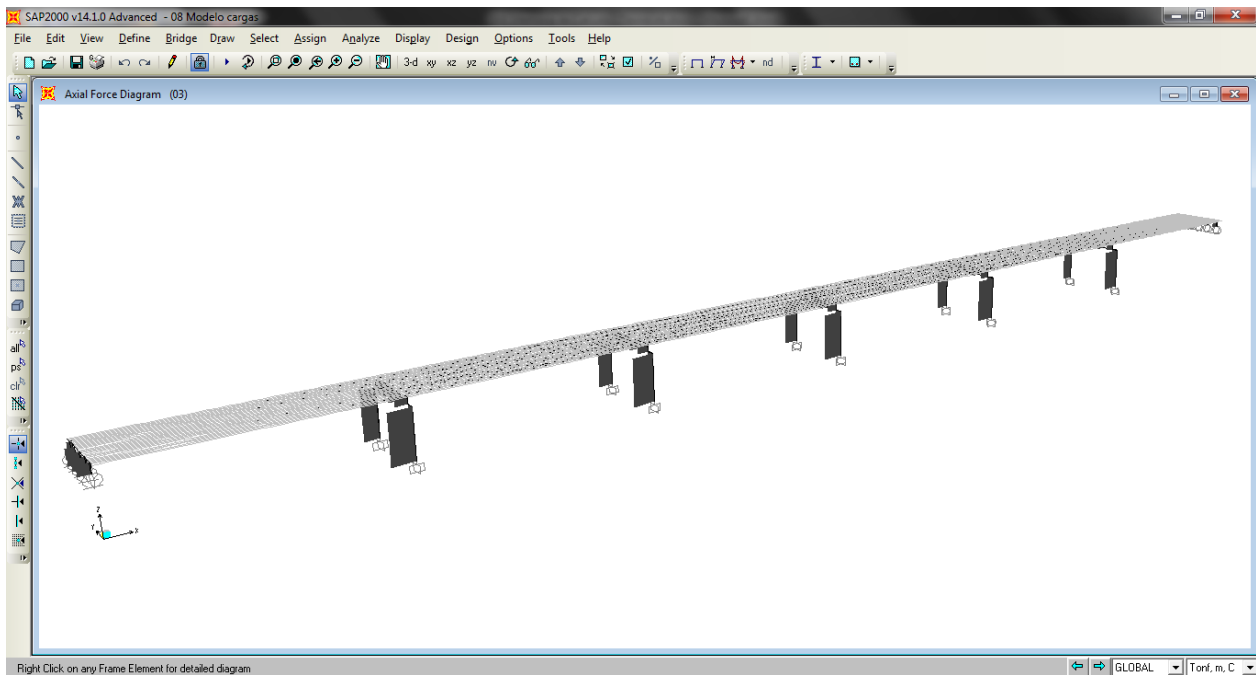 SAP2000 v14.1.0 Advanced - 08 Modelo cargas
File Edit View Define Bridge Draw Select Assign Analyze Display Design Options Tools Help
3-d xy xz yz nv nd
Axial Force Diagram (03)
all
ps
clr
Z
Y
X
Right Click on any Frame Element for detailed diagram
GLOBAL
Tonf, m, C